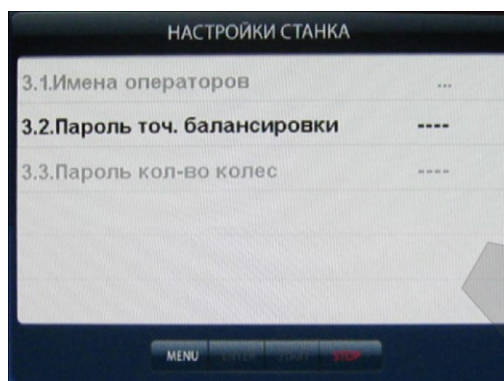 НАСТРОЙКИ СТАНКА
3.1.Имена операторов ...
3.2.Пароль точ. балансировки ----
3.3.Пароль кол-во колес ----
MENU ENTER START STOP